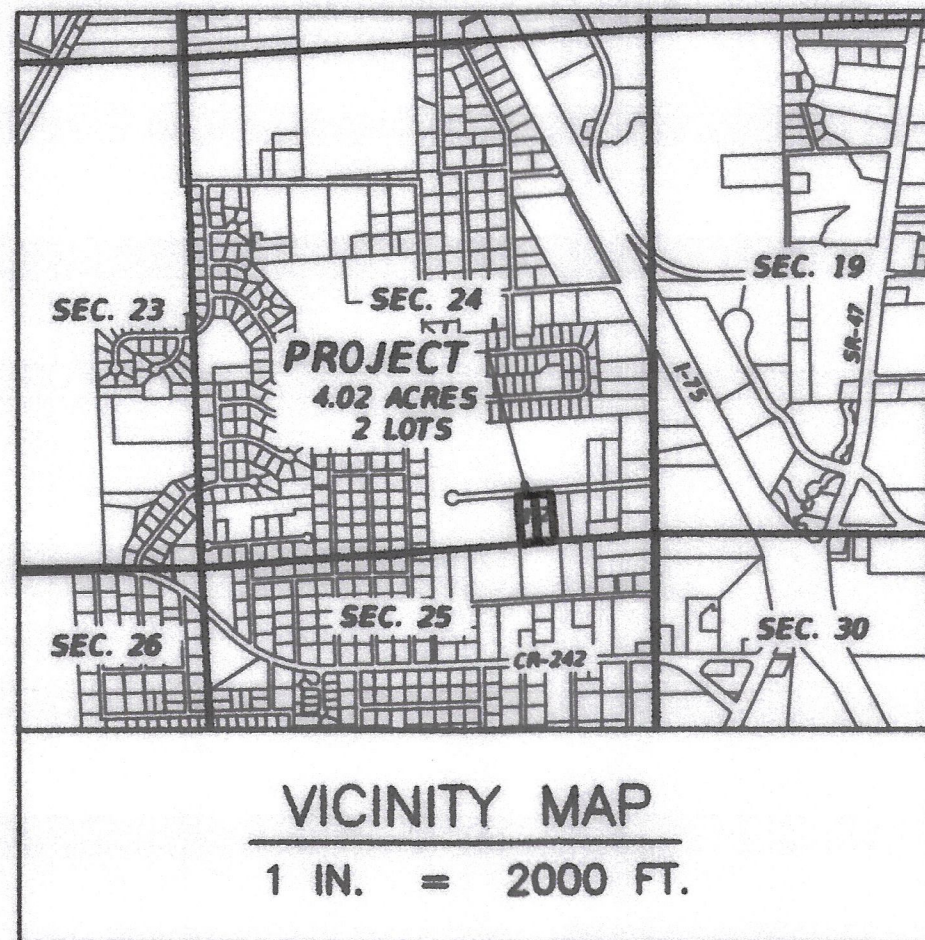 SEC. 19
SEC. 23
SEC. 24
PROJECT
4.02 ACRES
2 LOTS
I-75
SR-47
SEC. 25
SEC. 26
SEC. 30
CR-242
VICINITY MAP
1 IN. = 2000 FT.